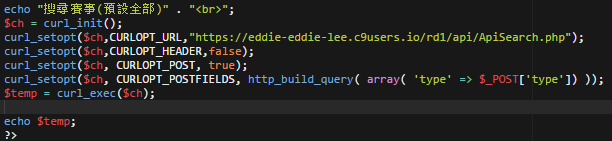 echo "搜尋賽事(預設全部)" . "<br>";
$ch = curl_init();
curl_setopt($ch,CURLOPT_URL,"https://eddie-eddie-lee.c9users.io/rd1/api/ApiSearch.php");
curl_setopt($ch,CURLOPT_HEADER,false);
curl_setopt($ch, CURLOPT_POST, true);
curl_setopt($ch, CURLOPT_POSTFIELDS, http_build_query( array( 'type' => $_POST['type']) ));
$temp = curl_exec($ch);
echo $temp;
?>